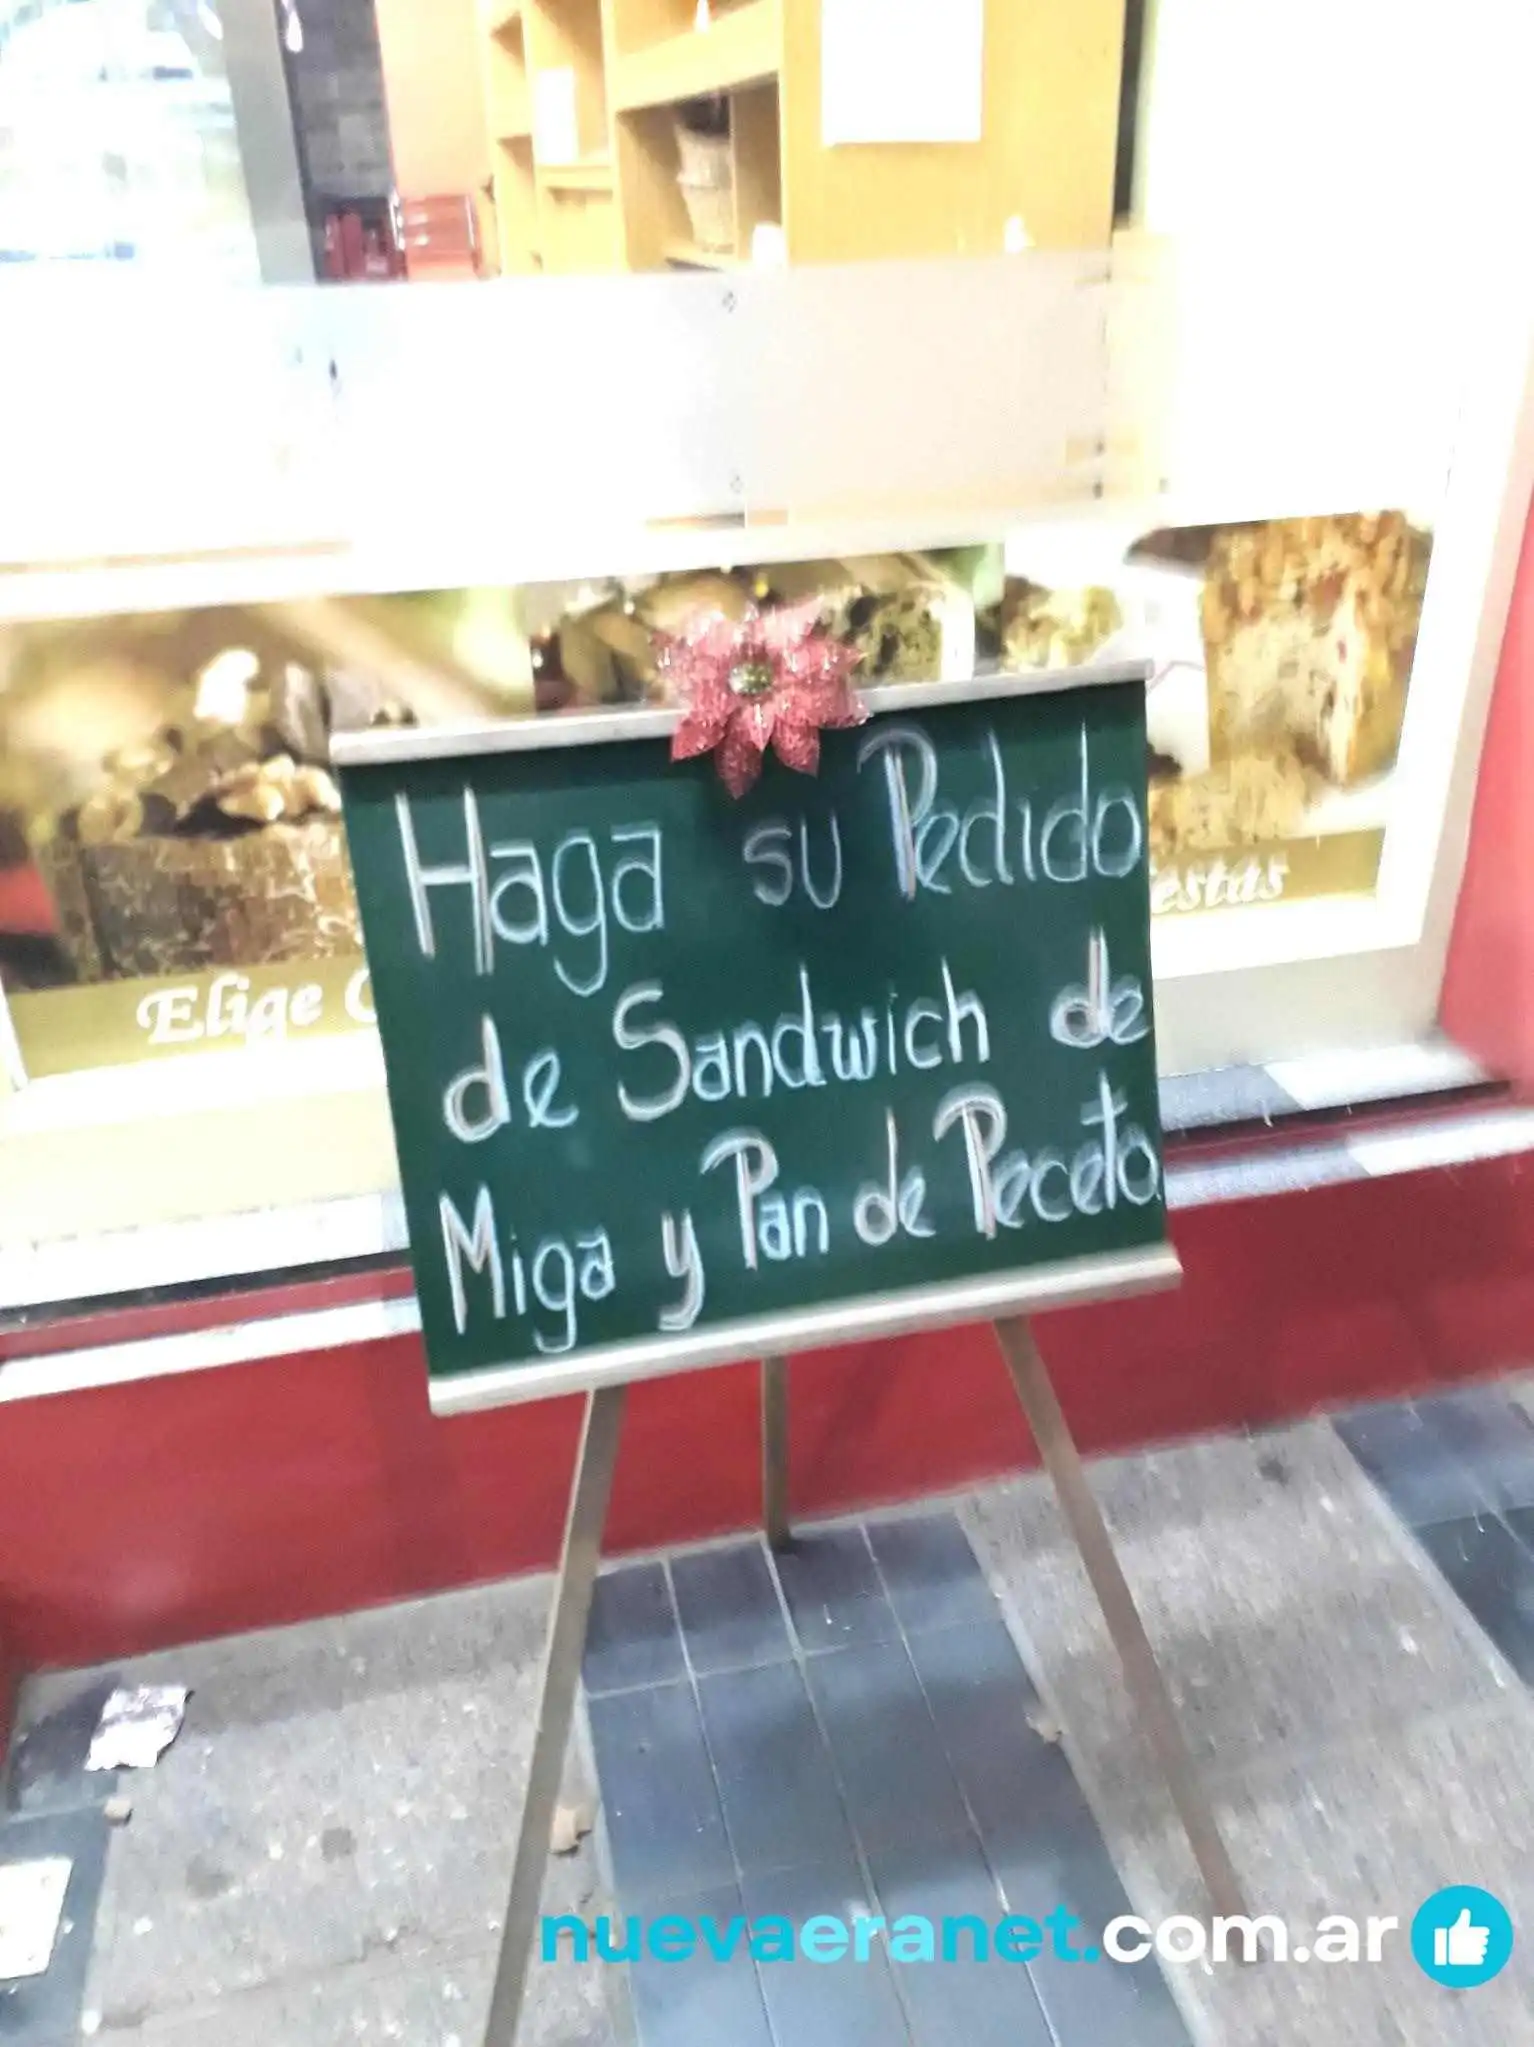 Haga su Pedido
de Sandwich de
Miga y Pan de Peceto.
Elige
nuevaeranet.com.ar